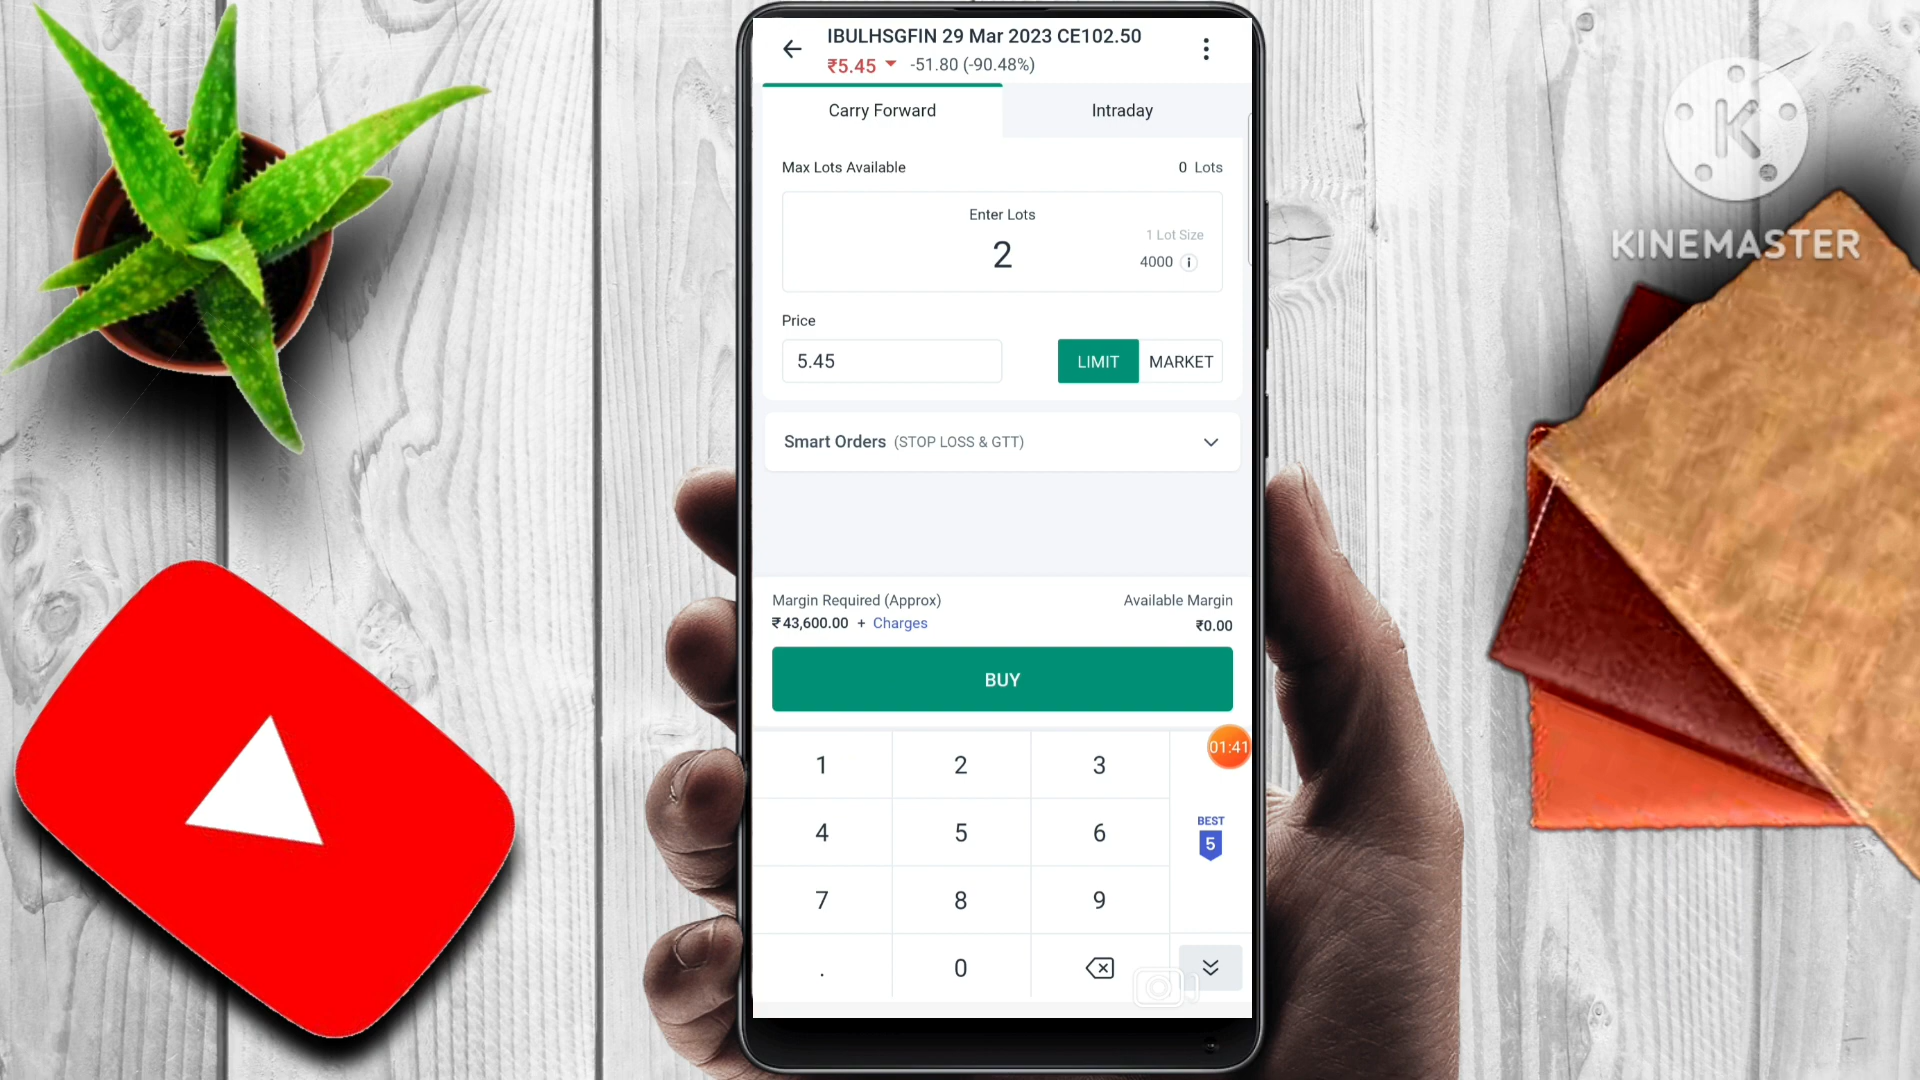 IBULHSGFIN 29 Mar 2023 CE102.50
₹5.45 -51.80 (-90.48%)
Carry Forward Intraday
Max Lots Available 0 Lots
Enter Lots
1 Lot Size
2
4000
Price
5.45 LIMIT MARKET
Smart Orders (STOP LOSS & GTT)
Margin Required (Approx) Available Margin
₹43,600.00 + Charges ₹0.00
BUY
01:41
1 2 3
BEST
4 5 6 5
7 8 9
. 0
K
KINEMASTER